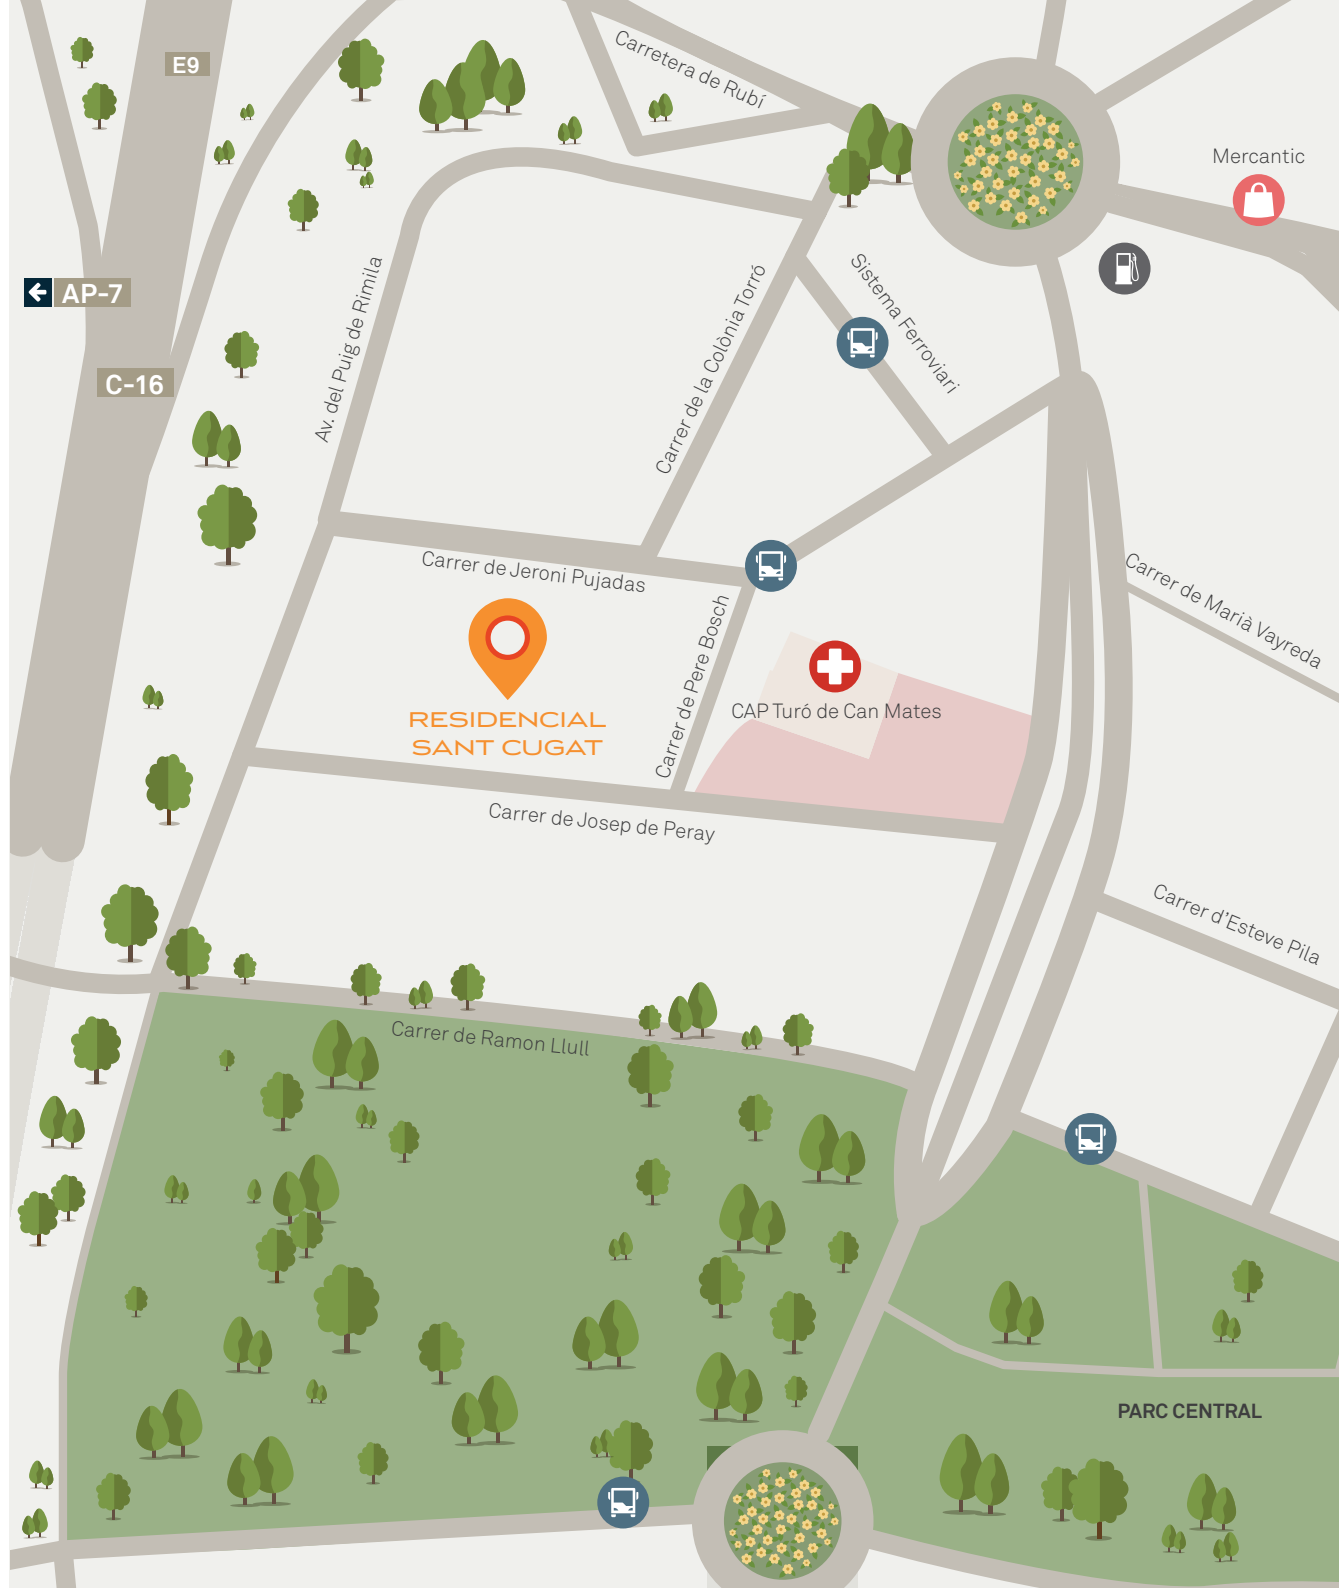 Carretera de Rubí
E9
Mercantic
AP-7
Av. del Puig de Rimila
Carrer de la Colònia Torró
Sistema Ferroviari
C-16
Carrer de Jeroni Pujadas
Carrer de Marià Vayreda
Carrer de Pere Bosch
RESIDENCIAL
SANT CUGAT
CAP Turó de Can Mates
Carrer de Josep de Peray
Carrer d'Esteve Pila
Carrer de Ramon Llull
PARC CENTRAL